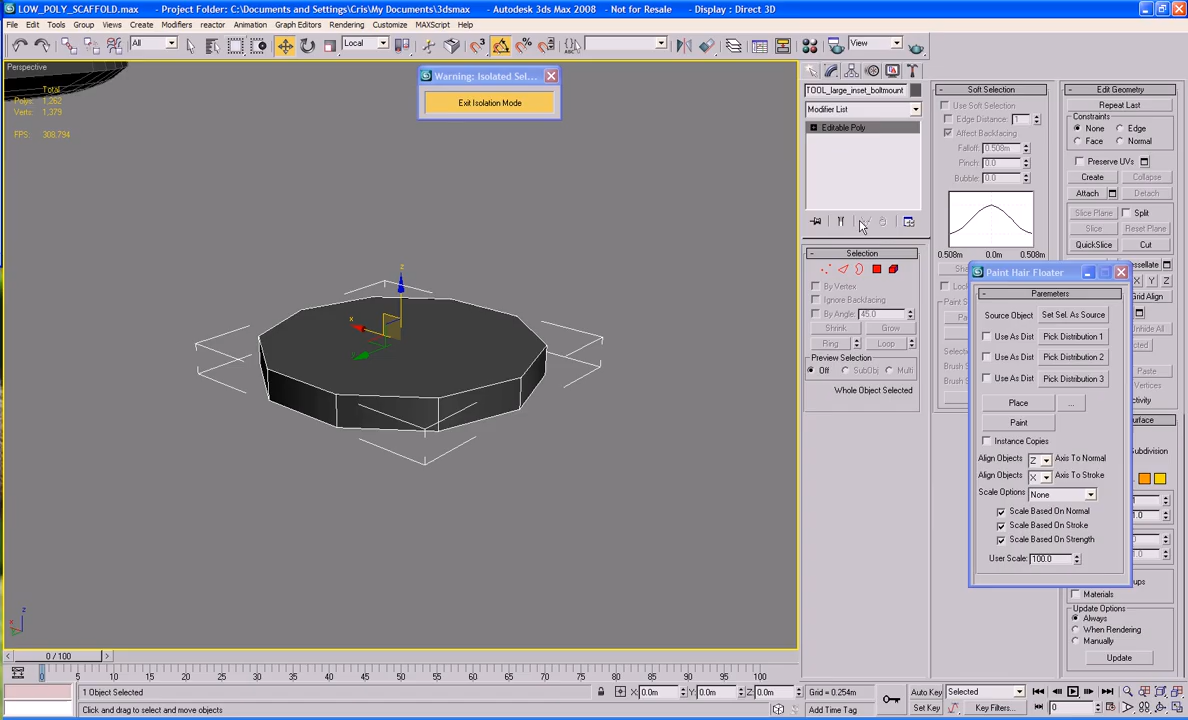 LOW_POLY_SCAFFOLD.max - Project Folder: C:\Documents and Settings\Cris\My Documents\3dsmax - Autodesk 3ds Max 2008 - Not for Resale - Display : Direct 3D
File Edit Tools Group Views Create Modifiers reactor Animation Graph Editors Rendering Customize MAXScript Help
All Local View
Perspective
Total
Polys: 1,262
Verts: 1,379
FPS: 308.794
Warning: Isolated Sel...
Exit Isolation Mode
z
x
y
z
TOOL_large_inset_boltmount
Modifier List
Editable Poly
Selection
By Vertex
Ignore Backfacing
By Angle: 45.0
Shrink Grow
Ring Loop
Preview Selection
Off SubObj Multi
Whole Object Selected
Soft Selection
Use Soft Selection
Edge Distance: 1
Affect Backfacing
Falloff: 0.508m
Pinch: 0.0
Bubble: 0.0
0.508m 0.0m 0.508m
Edit Geometry
Repeat Last
Constraints
None Edge
Face Normal
Preserve UVs
Create Collapse
Attach Detach
Slice Plane Split
Slice Reset Plane
QuickSlice Cut
Paint Hair Floater
Paremeters
Source Object Set Sel. As Source
Use As Dist Pick Distribution 1
Use As Dist Pick Distribution 2
Use As Dist Pick Distribution 3
Place ...
Paint
Instance Copies
Align Objects Z Axis To Normal
Align Objects X Axis To Stroke
Scale Options None
Scale Based On Normal
Scale Based On Stroke
Scale Based On Strength
User Scale: 100.0
Materials
Update Options
Always
When Rendering
Manually
Update
0 / 100
0 5 10 15 20 25 30 35 40 45 50 55 60 65 70 75 80 85 90 95 100
1 Object Selected X: 0.0m Y: 0.0m Z: 0.0m Grid = 0.254m Auto Key Selected
Click and drag to select and move objects Add Time Tag Set Key Key Filters... 0